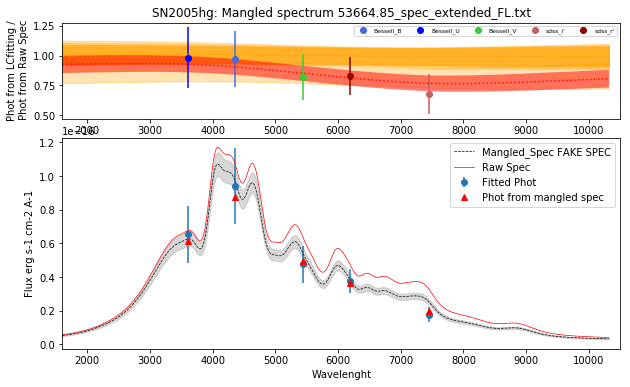 SN2005hg: Mangled spectrum 53664.85_spec_extended_FL.txt
Phot from LCfitting /
Phot from Raw Spec
1.25
1.00
0.75
0.50
Bessell_B
Bessell_U
Bessell_V
sdss_i'
sdss_r'
2000 3000 4000 5000 6000 7000 8000 9000 10000
Flux erg s-1 cm-2 A-1
1.2
1.0
0.8
0.6
0.4
0.2
0.0
Mangled_Spec FAKE SPEC
Raw Spec
Fitted Phot
Phot from mangled spec
2000 3000 4000 5000 6000 7000 8000 9000 10000
Wavelenght